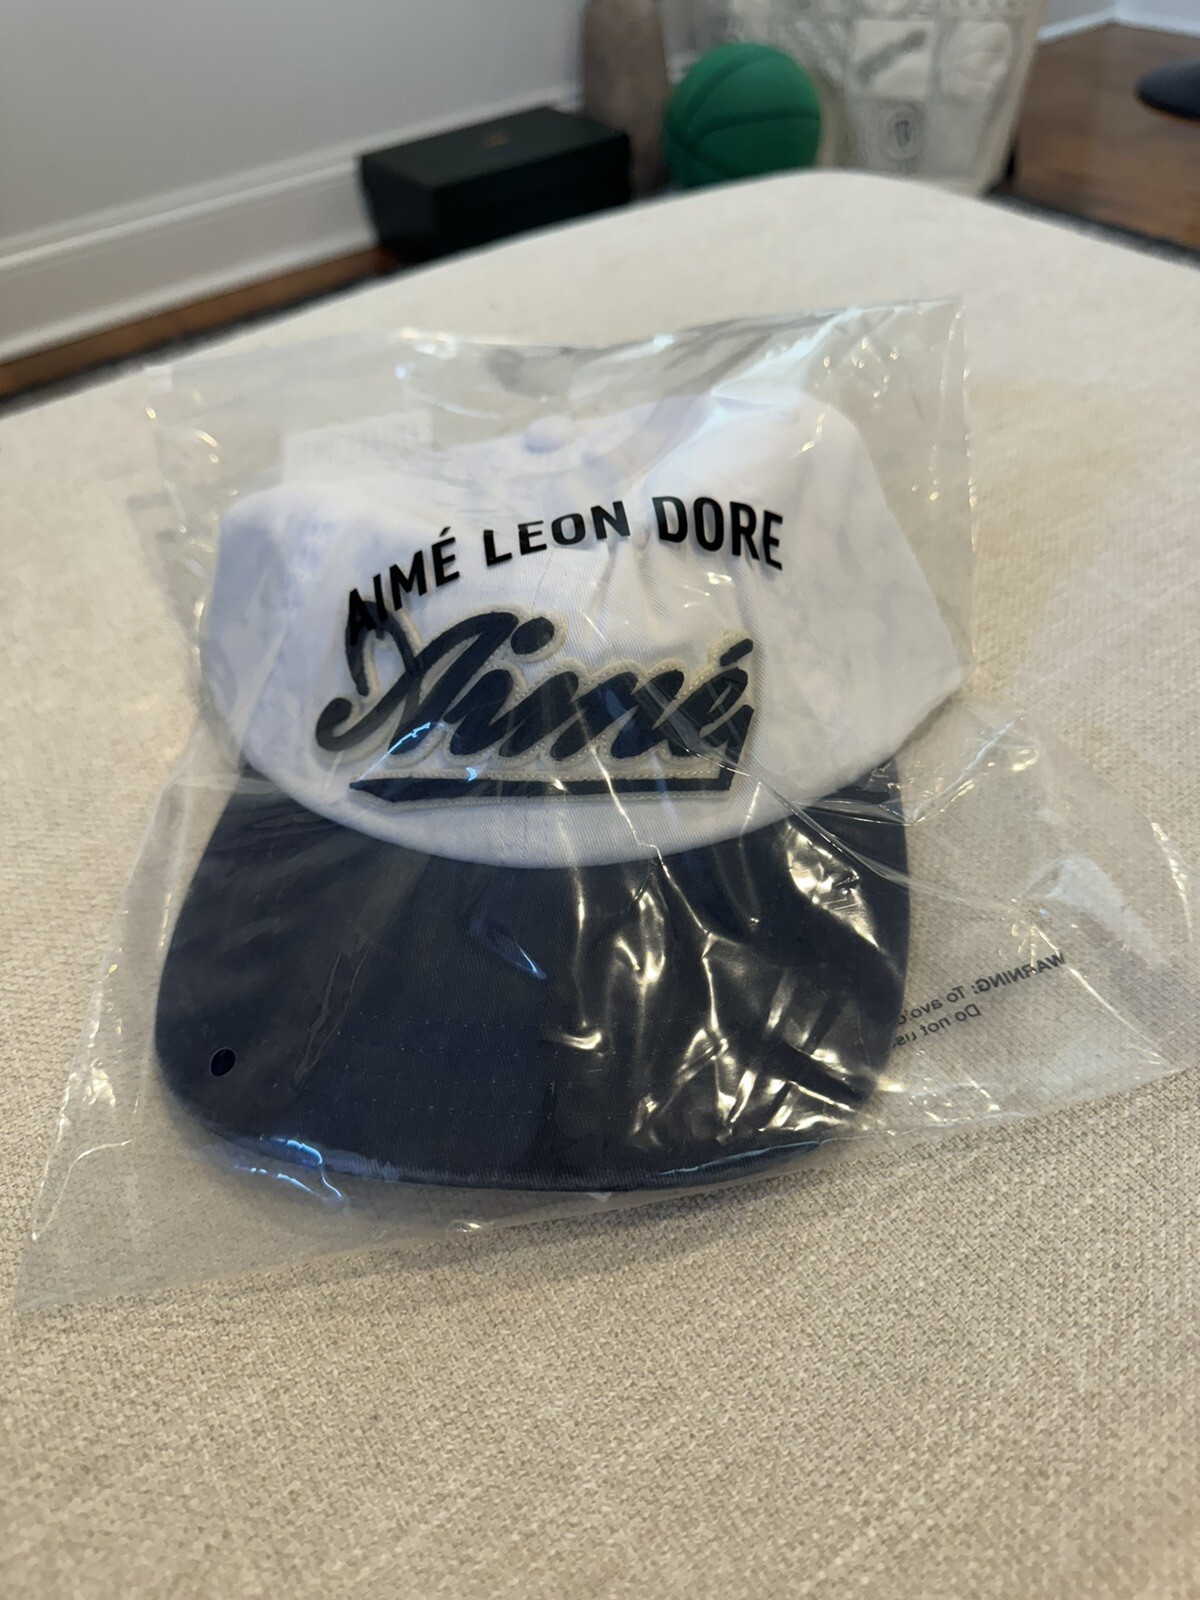 AIMÉ LEON DORE
Aimé
WARNING: To avo
Do not us